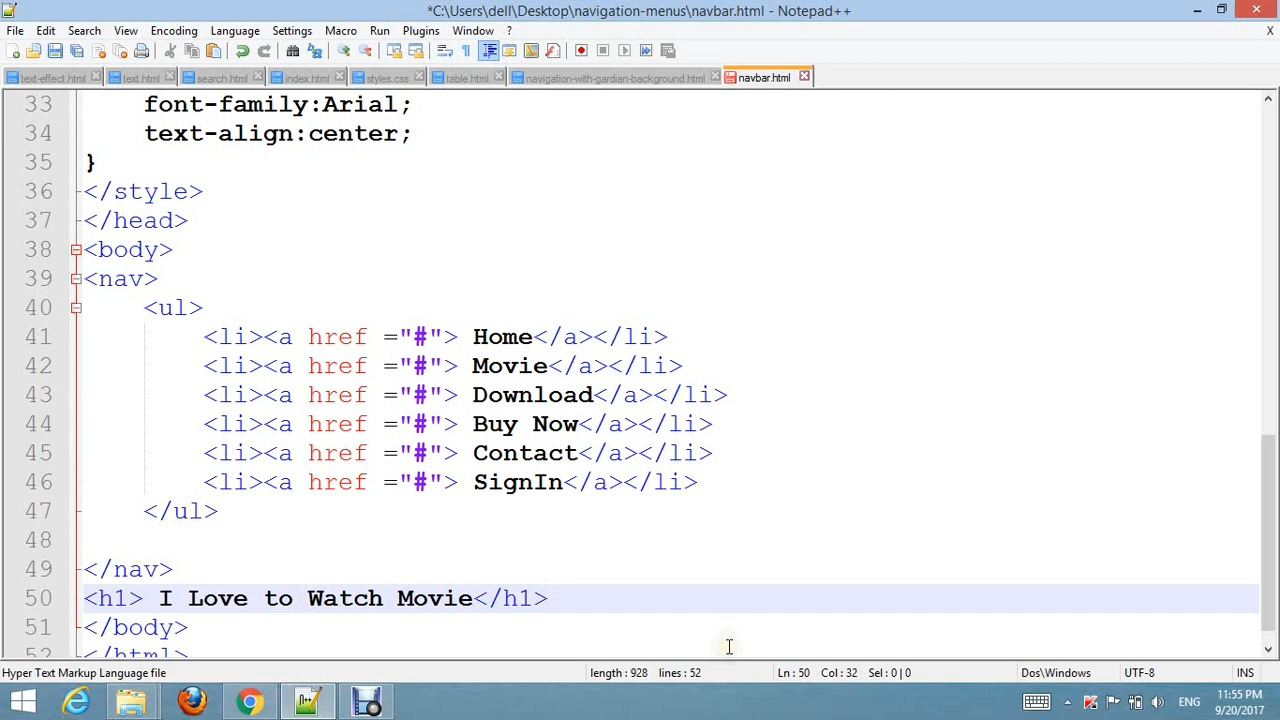 *C:\Users\dell\Desktop\navigation-menus\navbar.html - Notepad++
File Edit Search View Encoding Language Settings Macro Run Plugins Window ? X
text-effect.html text.html search.html index.html styles.css table.html navigation-with-gardian-background.html navbar.html
33 font-family:Arial;
34 text-align:center;
35 }
36 </style>
37 </head>
38 <body>
39 <nav>
40 <ul>
41 <li><a href ="#"> Home</a></li>
42 <li><a href ="#"> Movie</a></li>
43 <li><a href ="#"> Download</a></li>
44 <li><a href ="#"> Buy Now</a></li>
45 <li><a href ="#"> Contact</a></li>
46 <li><a href ="#"> SignIn</a></li>
47 </ul>
48
49 </nav>
50 <h1> I Love to Watch Movie</h1>
51 </body>
52 </html>
Hyper Text Markup Language file length : 928 lines : 52 Ln : 50 Col : 32 Sel : 0 | 0 Dos\Windows UTF-8 INS
ENG 11:55 PM
9/20/2017